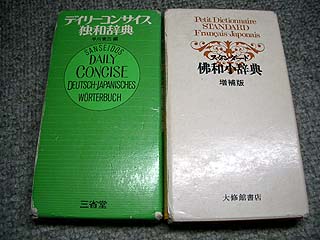 デイリーコンサイス
独和辞典
SANSEIDO'S
DAILY
CONCISE
DEUTSCH-JAPANISCHES
WÖRTERBUCH
三省堂
Petit Dictionnaire
STANDARD
Français-Japonais
スタンダード
佛和小辞典
増補版
大修館書店